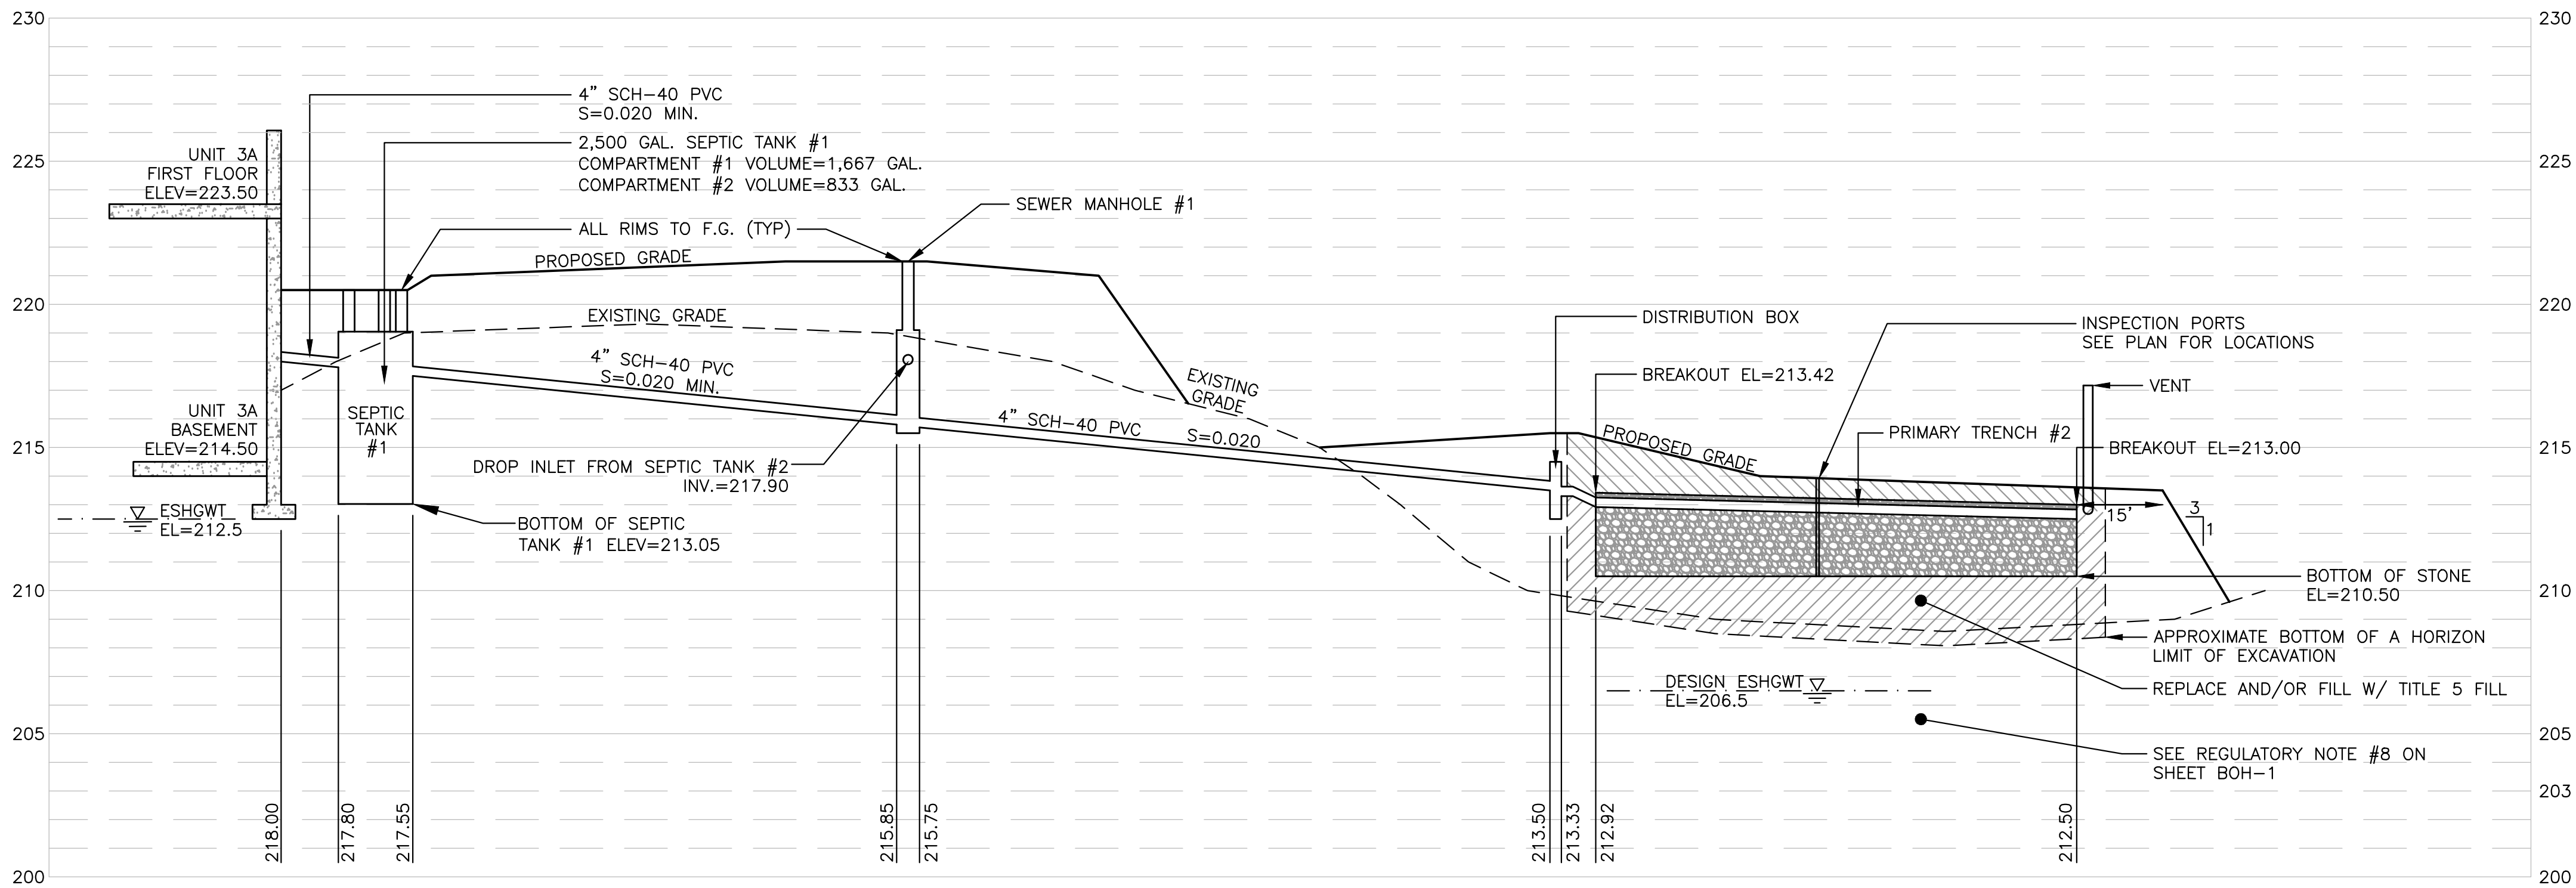 230
230
4" SCH-40 PVC
S=0.020 MIN.
2,500 GAL. SEPTIC TANK #1
COMPARTMENT #1 VOLUME=1,667 GAL.
COMPARTMENT #2 VOLUME=833 GAL.
UNIT 3A
FIRST FLOOR
ELEV=223.50
225
225
SEWER MANHOLE #1
ALL RIMS TO F.G. (TYP)
PROPOSED GRADE
220
220
EXISTING GRADE
DISTRIBUTION BOX
INSPECTION PORTS
SEE PLAN FOR LOCATIONS
4" SCH-40 PVC
S=0.020 MIN.
BREAKOUT EL=213.42
EXISTING
GRADE
VENT
UNIT 3A
BASEMENT
ELEV=214.50
SEPTIC
TANK
#1
4" SCH-40 PVC
S=0.020
PROPOSED GRADE
PRIMARY TRENCH #2
BREAKOUT EL=213.00
215
215
DROP INLET FROM SEPTIC TANK #2
INV.=217.90
ESHGWT
EL=212.5
BOTTOM OF SEPTIC
TANK #1 ELEV=213.05
15'
3
1
BOTTOM OF STONE
EL=210.50
210
210
APPROXIMATE BOTTOM OF A HORIZON
LIMIT OF EXCAVATION
DESIGN ESHGWT
EL=206.5
REPLACE AND/OR FILL W/ TITLE 5 FILL
205
205
SEE REGULATORY NOTE #8 ON
SHEET BOH-1
203
218.00
217.80
217.55
215.85
215.75
213.50
213.33
212.92
212.50
200
200